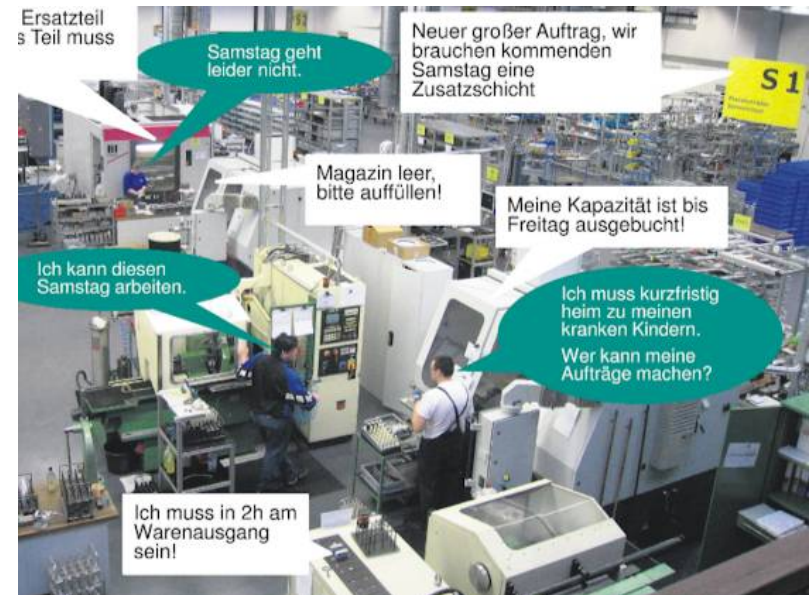 Ersatzteil
s Teil muss
Samstag geht
leider nicht.
Neuer großer Auftrag, wir
brauchen kommenden
Samstag eine
Zusatzschicht
S 1
Magazin leer,
bitte auffüllen!
Meine Kapazität ist bis
Freitag ausgebucht!
Ich kann diesen
Samstag arbeiten.
Ich muss kurzfristig
heim zu meinen
kranken Kindern.
Wer kann meine
Aufträge machen?
Ich muss in 2h am
Warenausgang
sein!